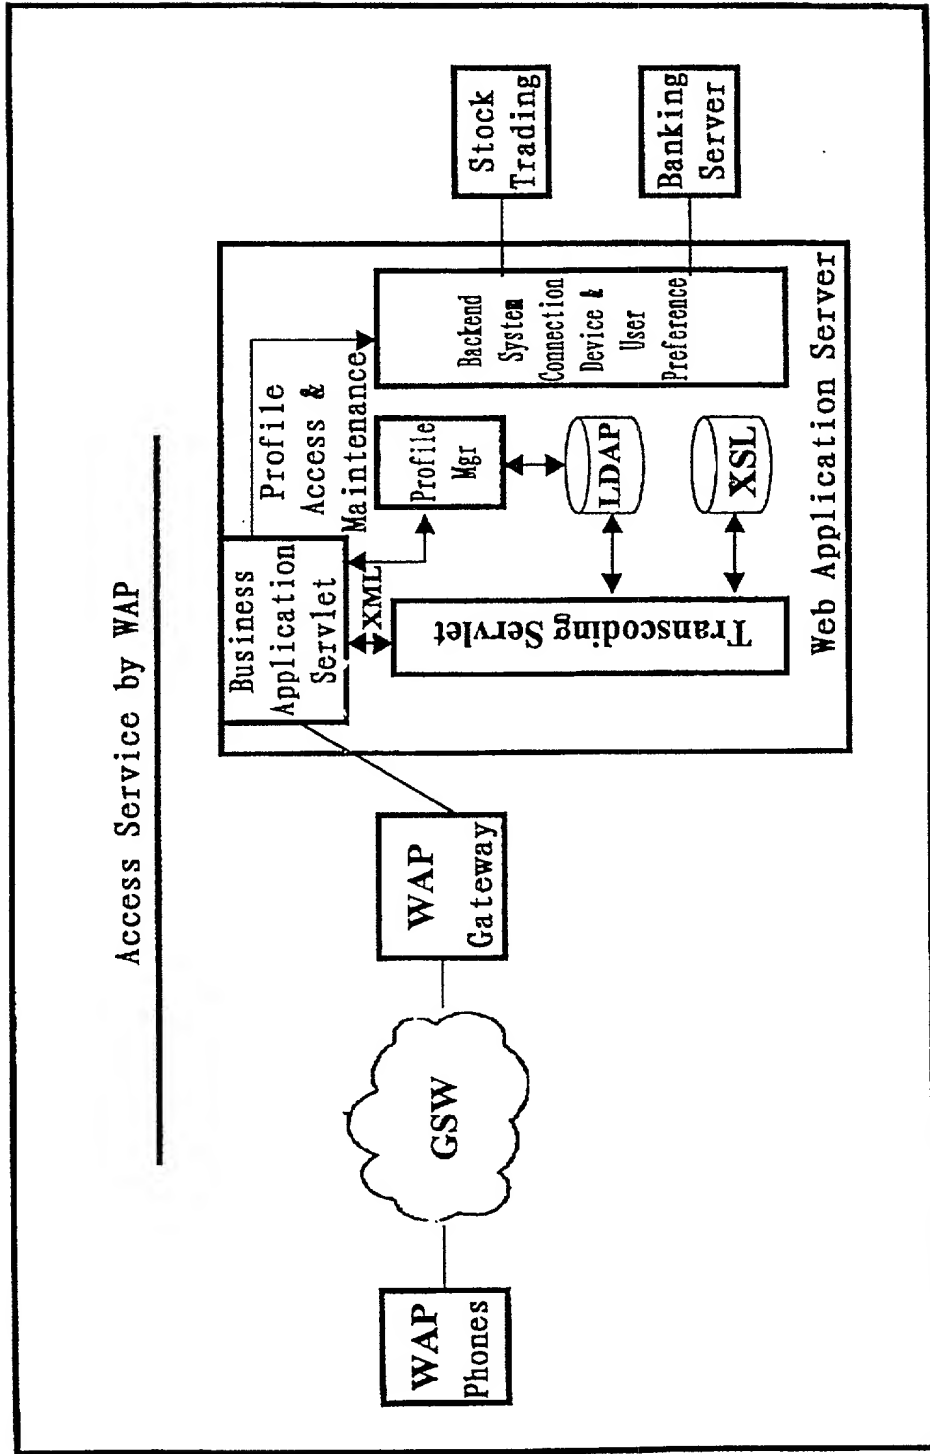 Access Service by WAP
WAP
Phones
GSW
WAP
Gateway
Business
Application
Servlet
XML
Profile
Access &
Maintenance
Profile
Mgr
Transcoding Servlet
LDAP
XSL
Backend
System
Connection
Device &
User
Preference
Web Application Server
Stock
Trading
Banking
Server